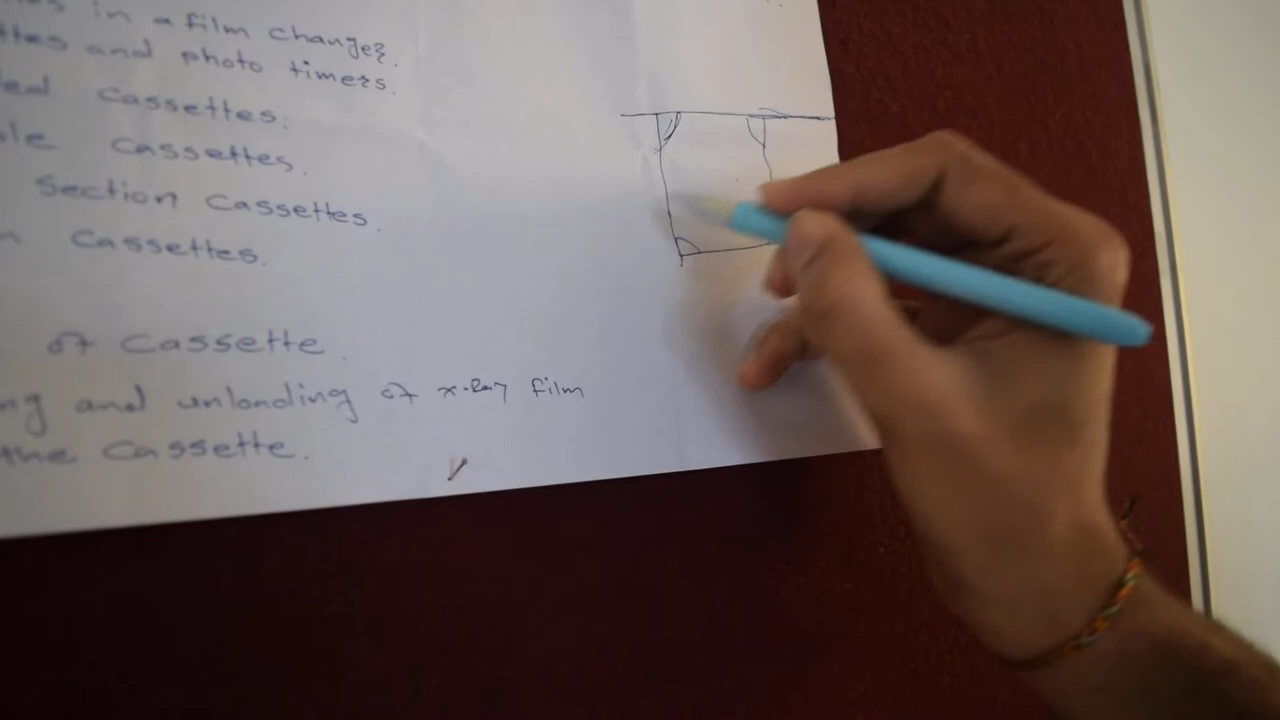 in a film changer.
and photo timers.
cassettes.
cassettes.
section cassettes.
cassettes.
of cassette.
and unloading of x-Ray film
the cassette.